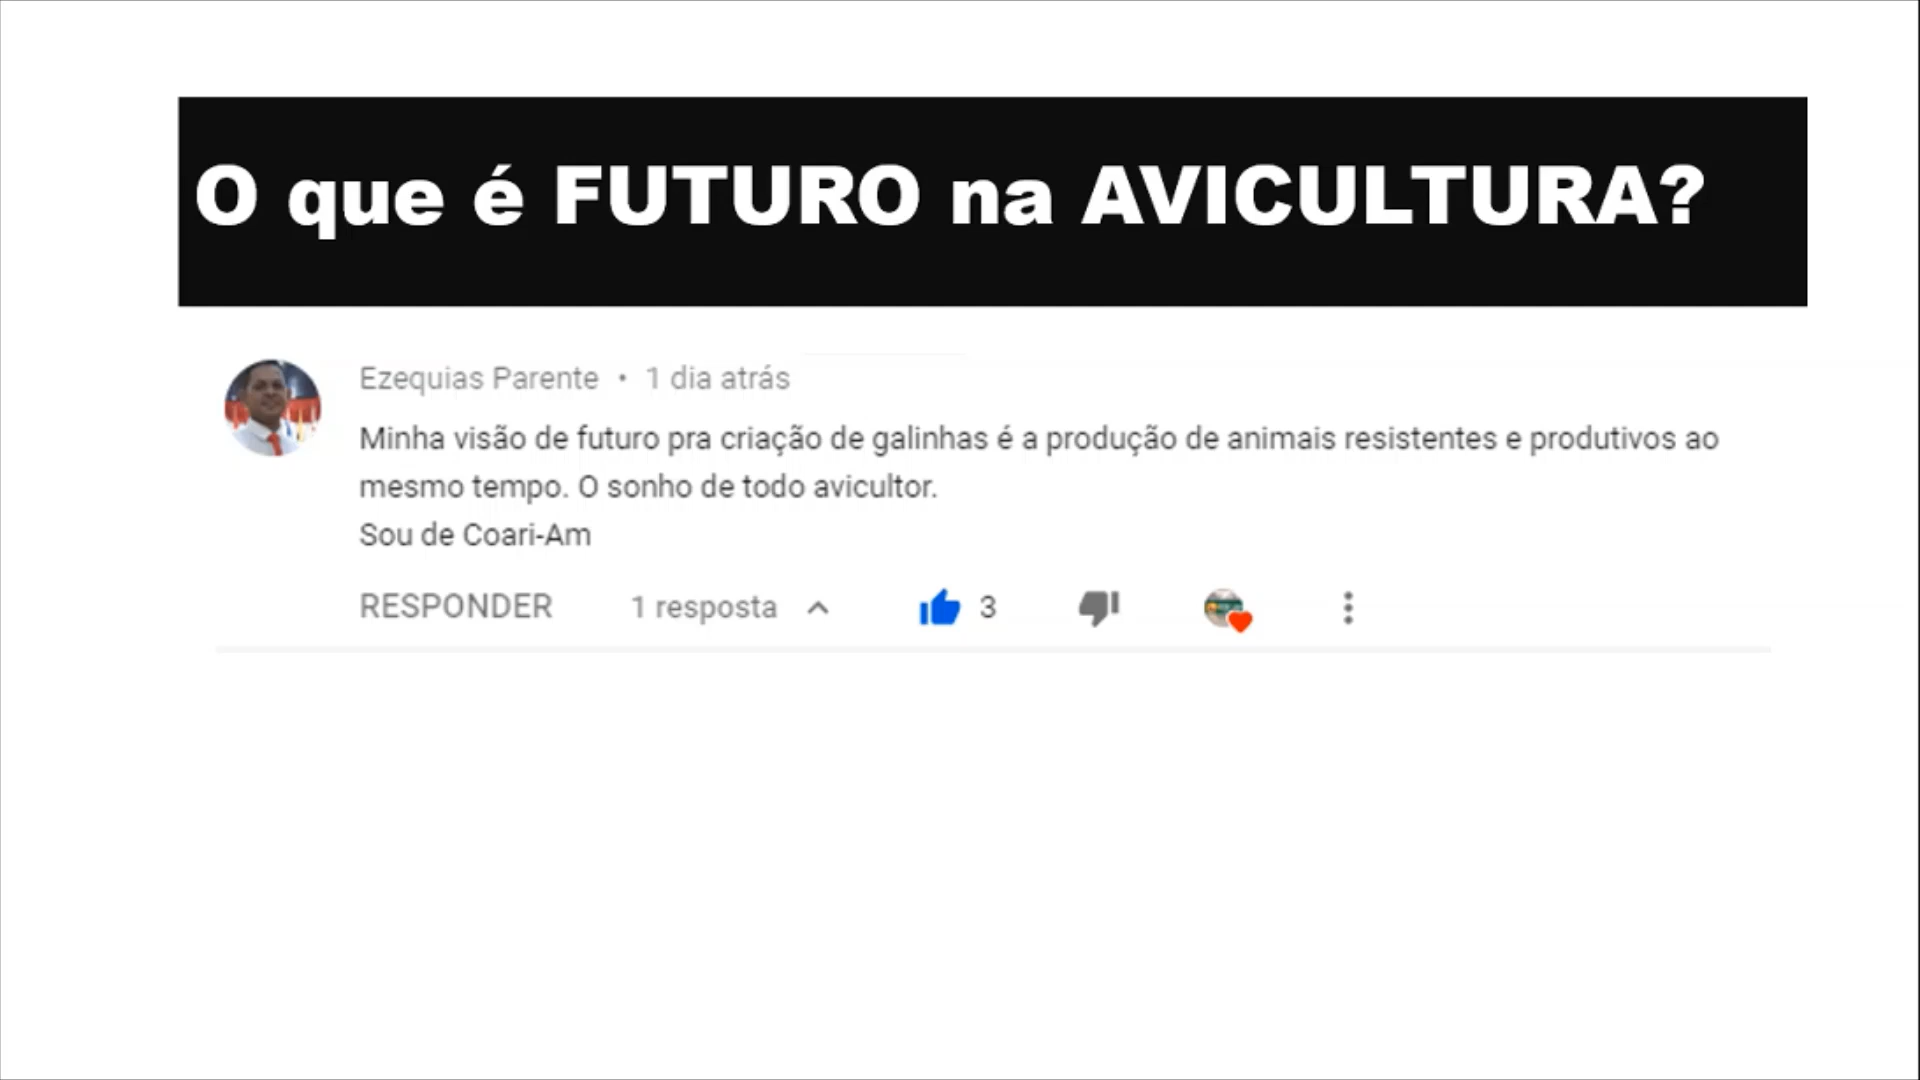 O que é FUTURO na AVICULTURA?
Ezequias Parente • 1 dia atrás
Minha visão de futuro pra criação de galinhas é a produção de animais resistentes e produtivos ao
mesmo tempo. O sonho de todo avicultor.
Sou de Coari-Am
RESPONDER 1 resposta 3